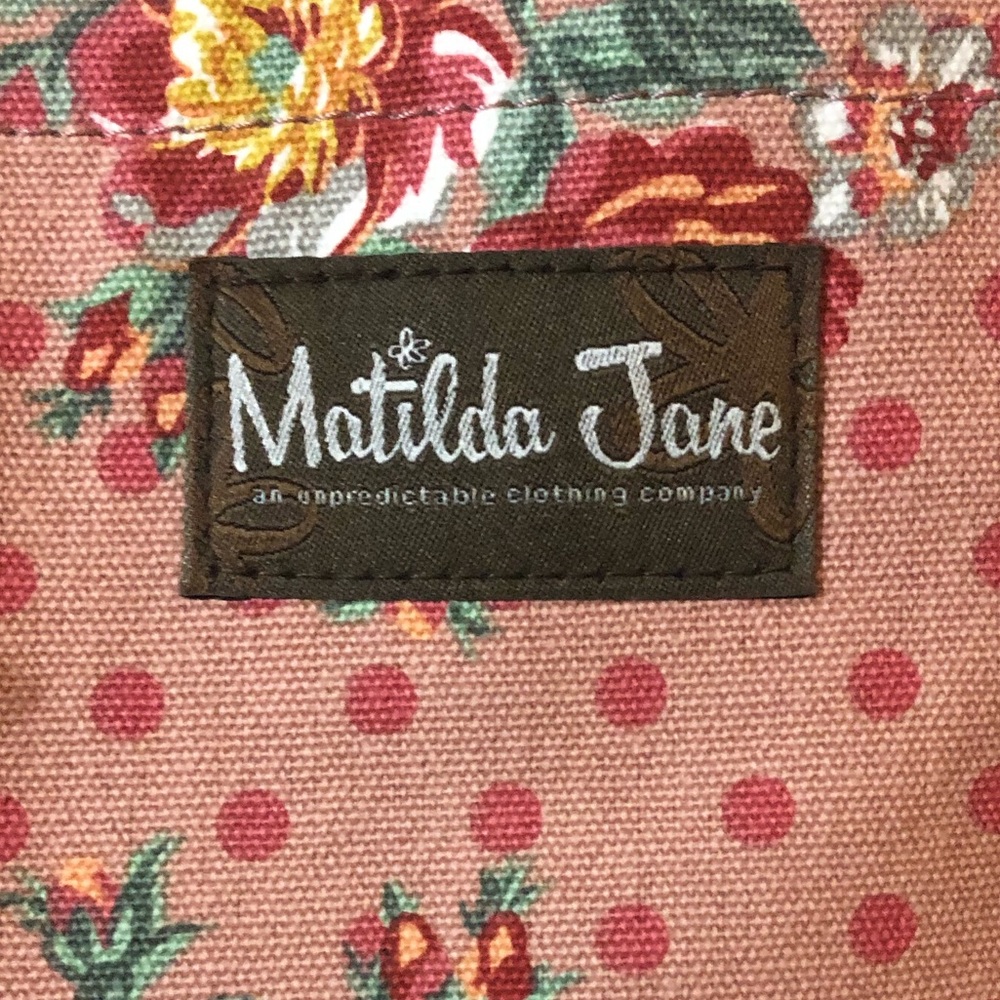 Matilda Jane
an unpredictable clothing company